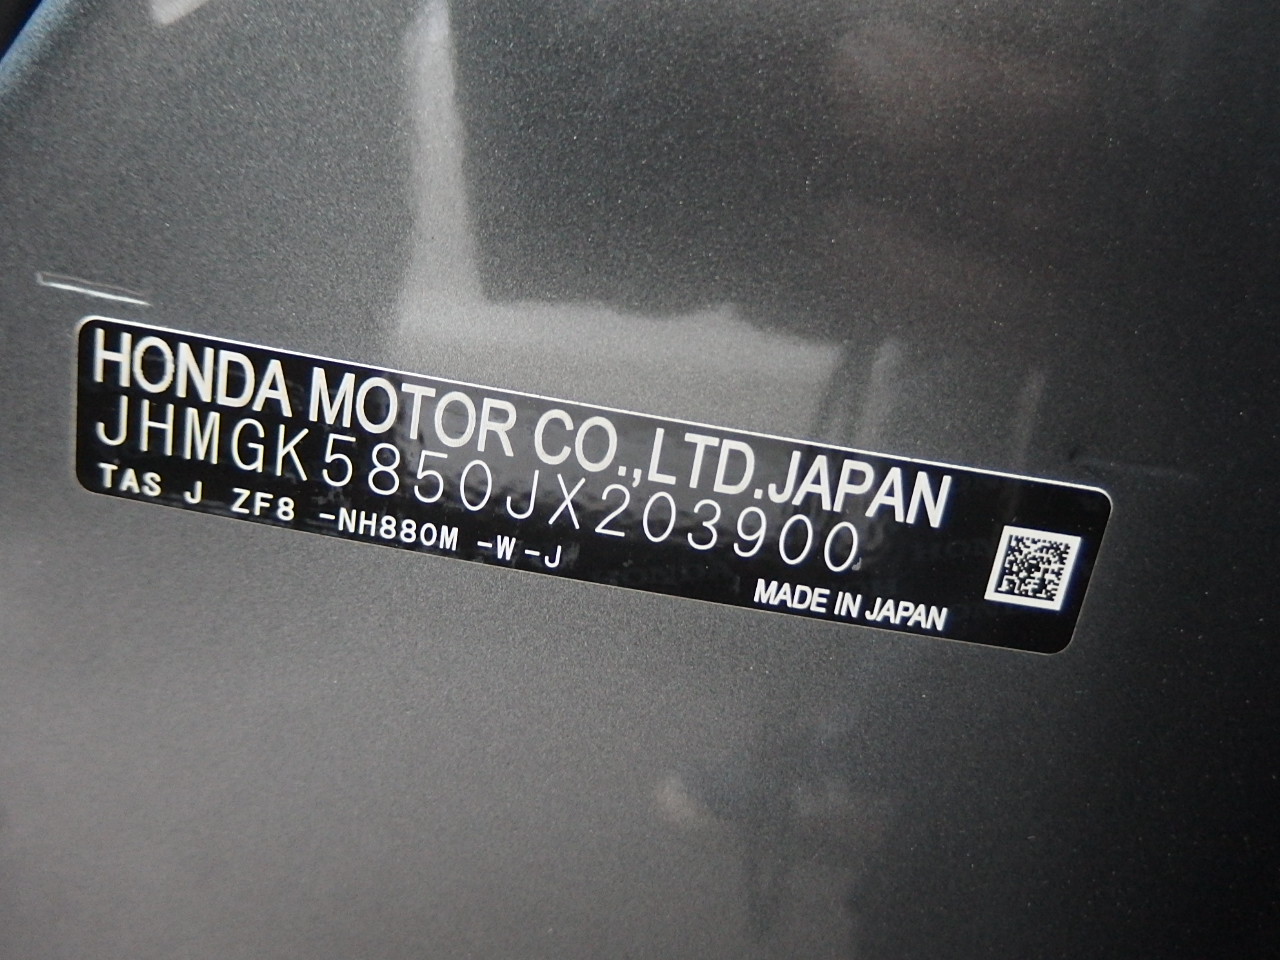 HONDA MOTOR CO.,LTD.JAPAN
JHMGK5850JX203900
TAS J ZF8 -NH880M -W-J
MADE IN JAPAN